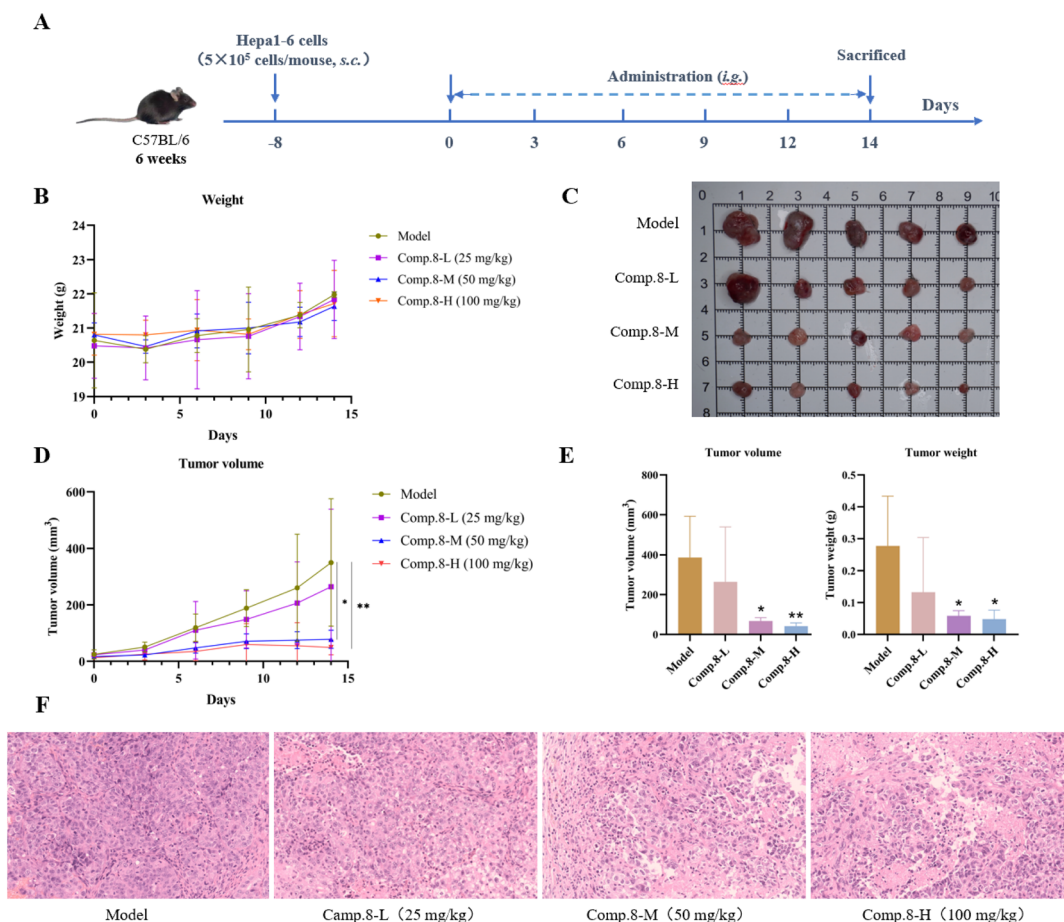 A
Hepa1-6 cells
(5×10⁵ cells/mouse, s.c.)
Sacrificed
Administration (i.g.)
Days
C57BL/6
6 weeks
-8
0
3
6
9
12
14
B
Weight
Weight (g)
24
23
22
21
20
19
0
5
10
15
Days
Model
Comp.8-L (25 mg/kg)
Comp.8-M (50 mg/kg)
Comp.8-H (100 mg/kg)
C
0 1 2 3 4 5 6 7 8 9 10
1
2
3
4
5
6
7
8
Model
Comp.8-L
Comp.8-M
Comp.8-H
D
Tumor volume
Tumor volume (mm³)
600
400
200
0
0
5
10
15
Days
Model
Comp.8-L (25 mg/kg)
Comp.8-M (50 mg/kg)
Comp.8-H (100 mg/kg)
*
**
E
Tumor volume
Tumor volume (mm³)
800
600
400
200
0
*
**
Model
Comp.8-L
Comp.8-M
Comp.8-H
Tumor weight
Tumor weight (g)
0.5
0.4
0.3
0.2
0.1
0.0
*
*
Model
Comp.8-L
Comp.8-M
Comp.8-H
F
Model
Camp.8-L（25 mg/kg）
Comp.8-M（50 mg/kg）
Comp.8-H（100 mg/kg）